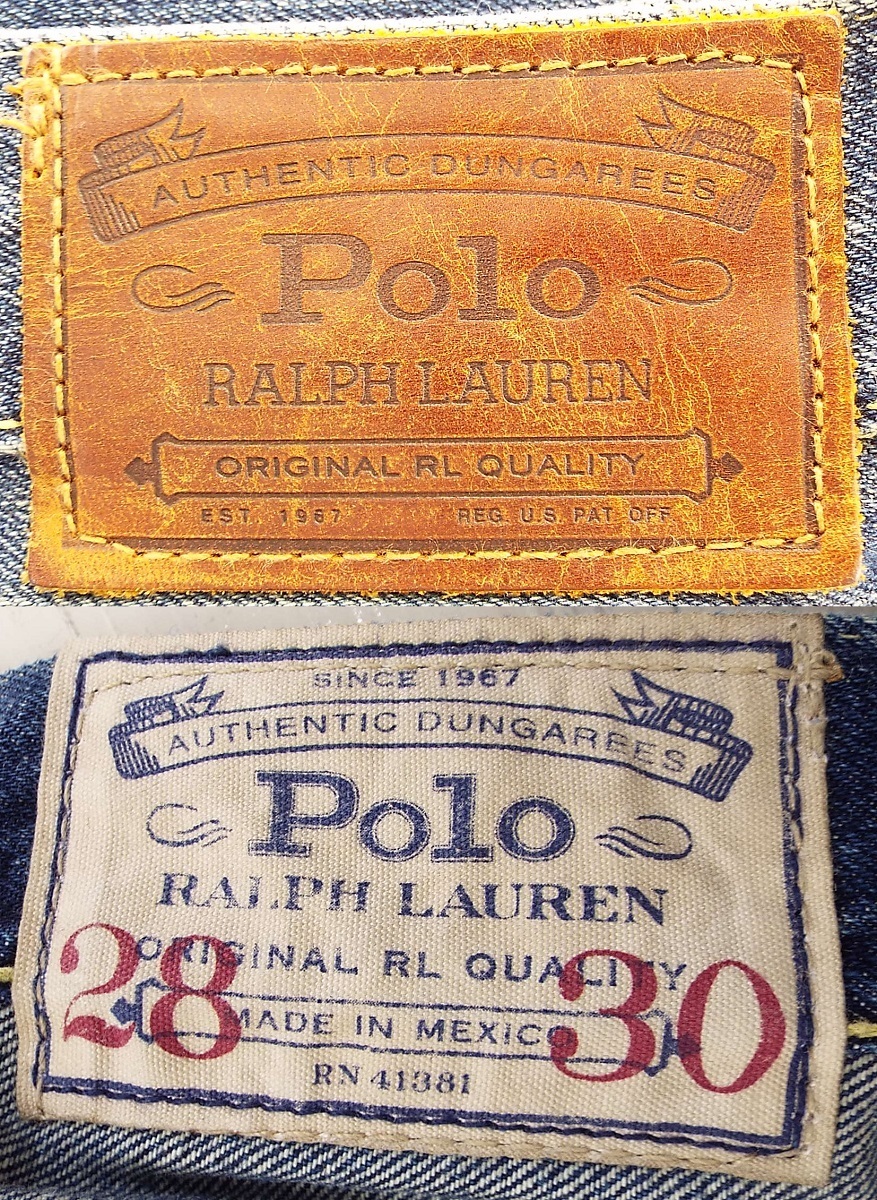 AUTHENTIC DUNGAREES
Polo
RALPH LAUREN
ORIGINAL RL QUALITY
EST. 1967 REG. U.S. PAT. OFF.
SINCE 1967
AUTHENTIC DUNGAREES
Polo
RALPH LAUREN
ORIGINAL RL QUALITY
28 30
MADE IN MEXICO
RN 41381